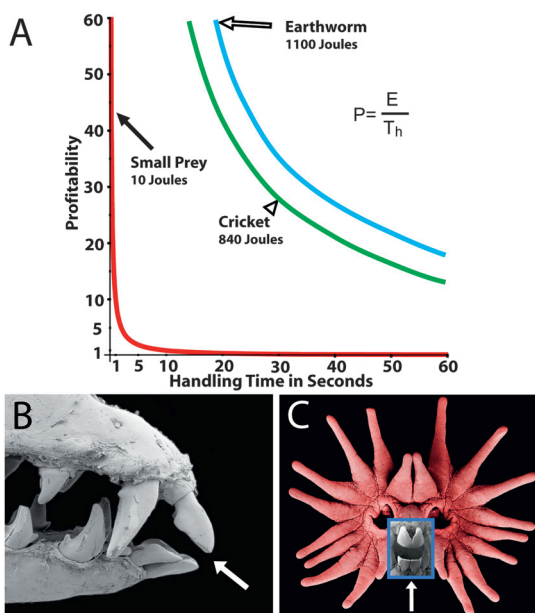 A
60
50
40
30
20
10
5
1
Profitability
Earthworm
1100 Joules
P= E
T h
Small Prey
10 Joules
Cricket
840 Joules
1 5 10 20 30 40 50 60
Handling Time in Seconds
B
C